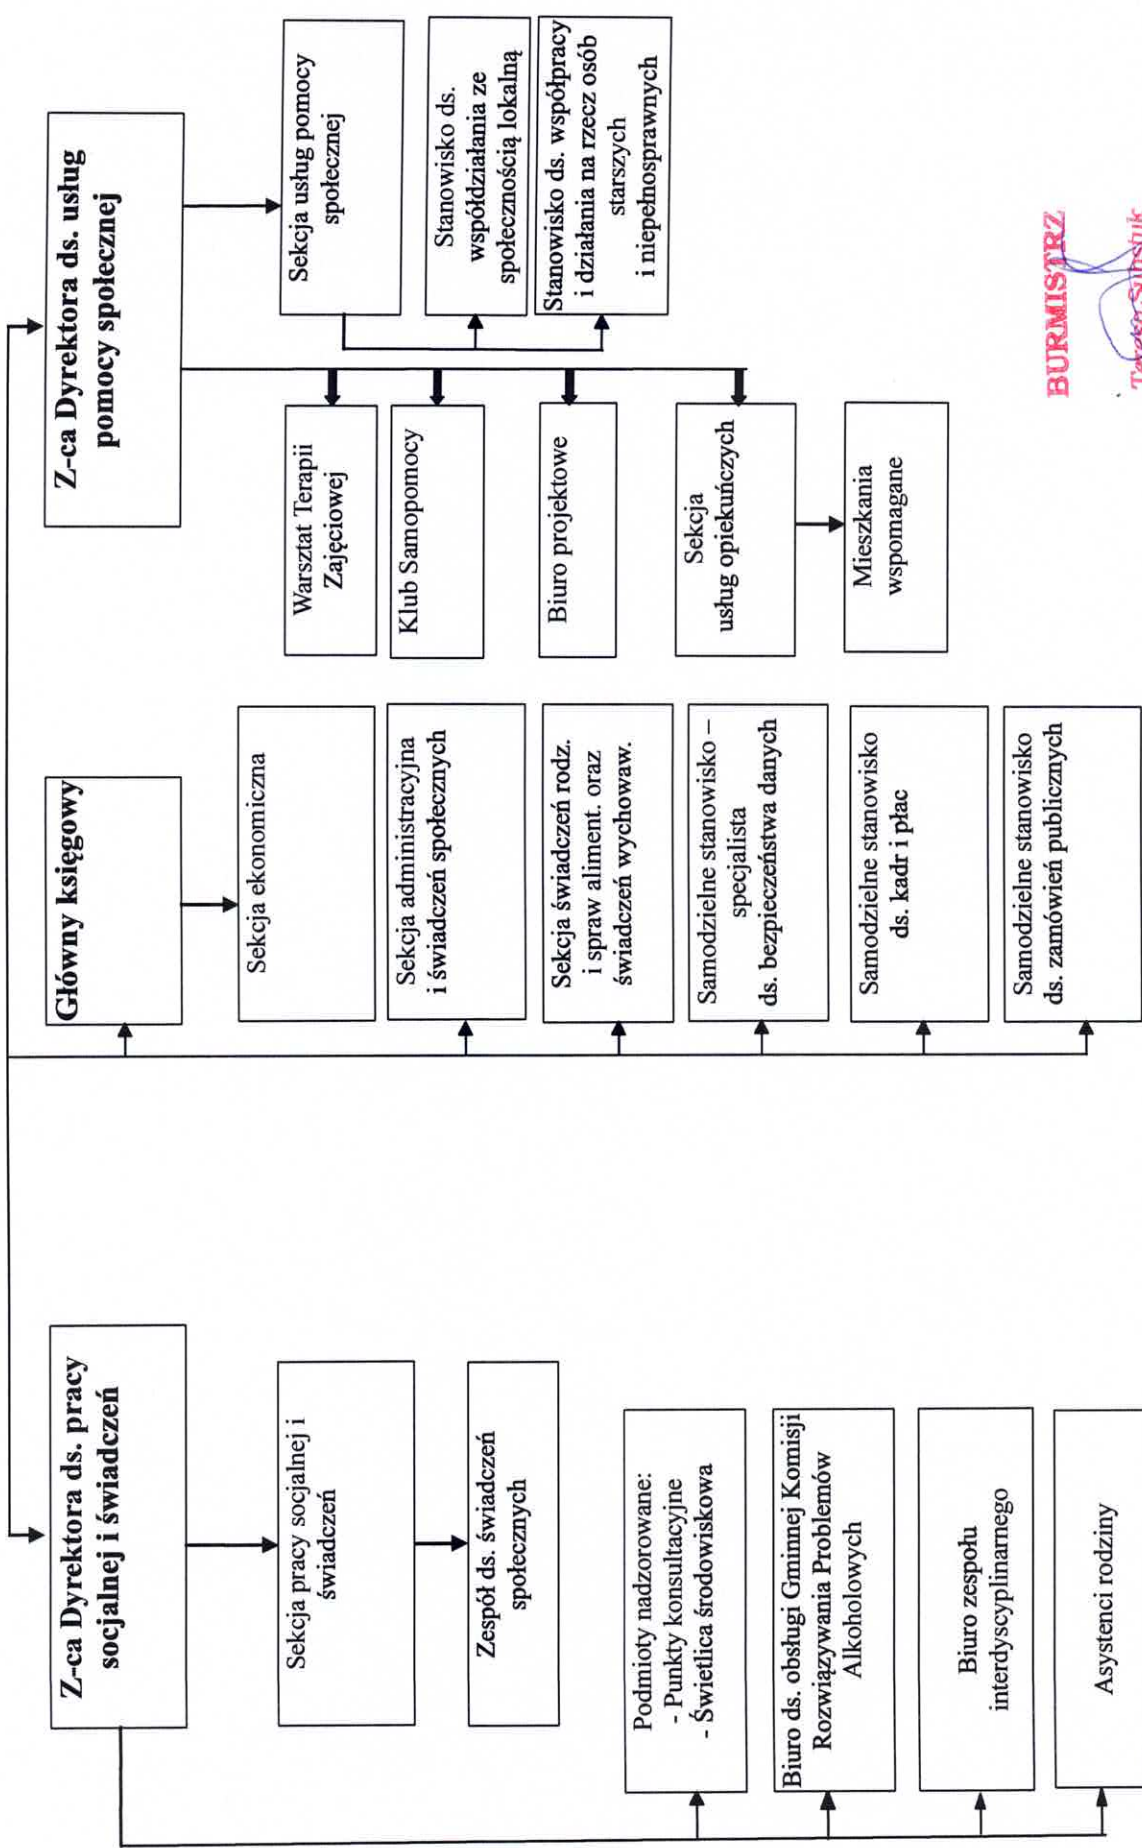 Z-ca Dyrektora ds. pracy
socjalnej i świadczeń
Sekcja pracy socjalnej i
świadczeń
Zespół ds. świadczeń
społecznych
Podmioty nadzorowane:
- Punkty konsultacyjne
- Świetlica środowiskowa
Biuro ds. obsługi Gminnej Komisji
Rozwiązywania Problemów
Alkoholowych
Biuro zespołu
interdyscyplinarnego
Asystenci rodziny
Główny księgowy
Sekcja ekonomiczna
Sekcja administracyjna
i świadczeń społecznych
Sekcja świadczeń rodz.
i spraw aliment. oraz
świadczeń wychowaw.
Samodzielne stanowisko –
specjalista
ds. bezpieczeństwa danych
Samodzielne stanowisko
ds. kadr i płac
Samodzielne stanowisko
ds. zamówień publicznych
Z-ca Dyrektora ds. usług
pomocy społecznej
Warsztat Terapii
Zajęciowej
Klub Samopomocy
Biuro projektowe
Sekcja
usług opiekuńczych
Mieszkania
wspomagane
Sekcja usług pomocy
społecznej
Stanowisko ds.
współdziałania ze
społecznością lokalną
Stanowisko ds. współpracy
i działania na rzecz osób
starszych
i niepełnosprawnych
BURMISTRZ